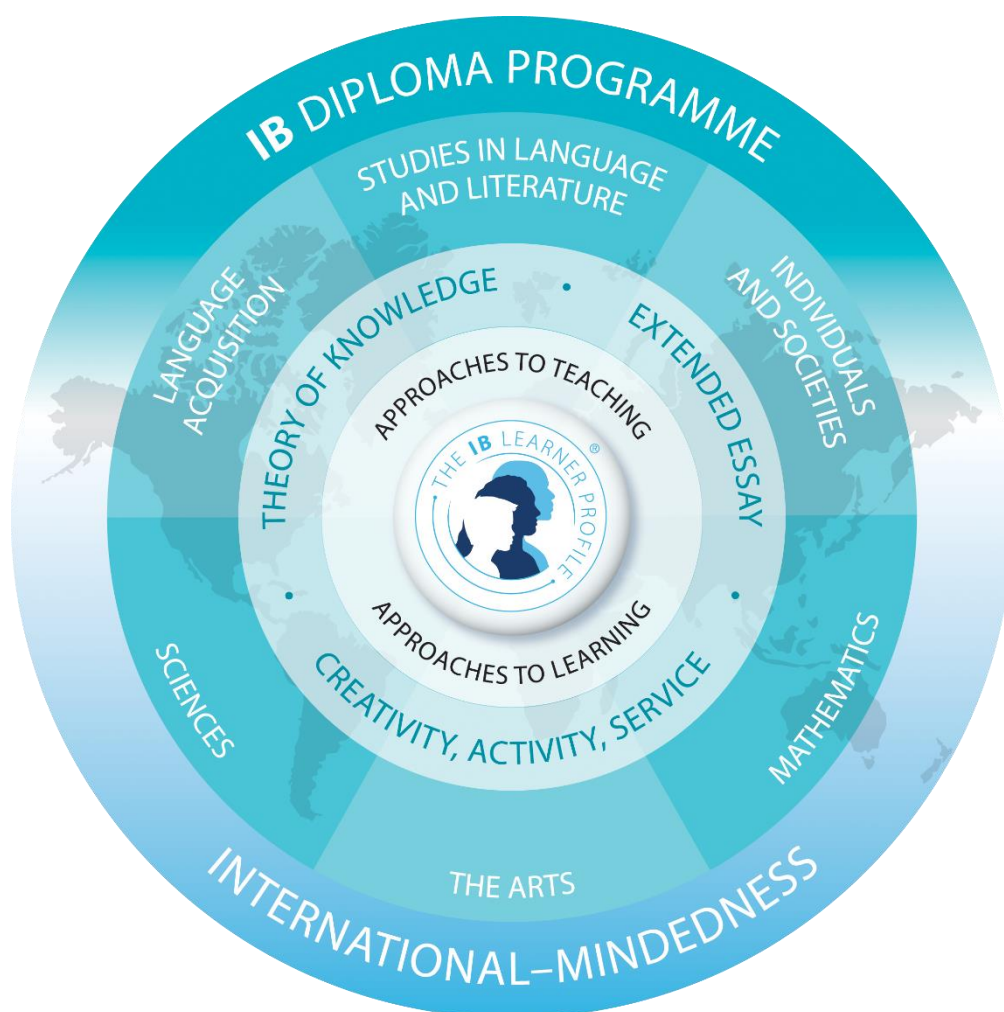 IB DIPLOMA PROGRAMME
STUDIES IN LANGUAGE
AND LITERATURE
LANGUAGE
ACQUISITION
INDIVIDUALS
AND SOCIETIES
THEORY OF KNOWLEDGE
•
EXTENDED ESSAY
APPROACHES TO TEACHING
THE IB LEARNER PROFILE ®
APPROACHES TO LEARNING
•
CREATIVITY, ACTIVITY, SERVICE
•
SCIENCES
MATHEMATICS
THE ARTS
INTERNATIONAL–MINDEDNESS